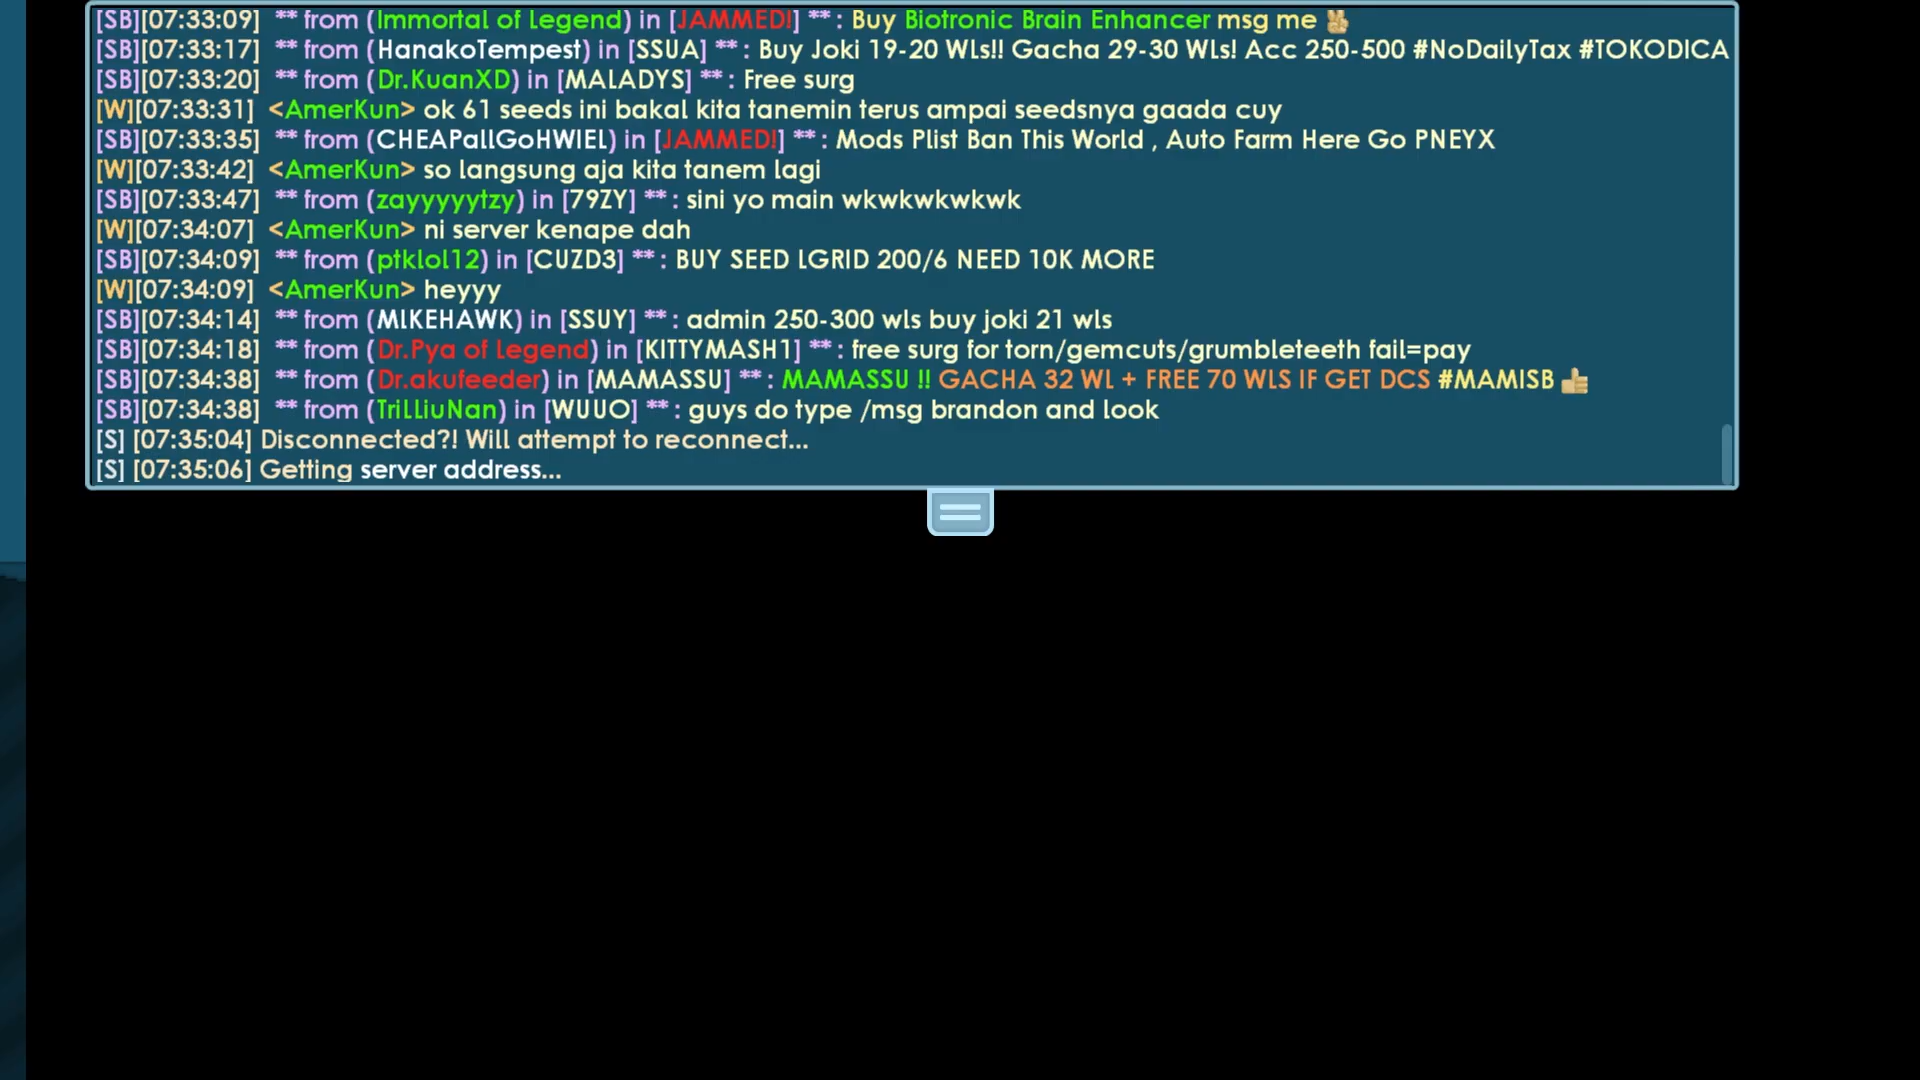 [SB][07:33:09] ** from (Immortal of Legend) in [JAMMED!] ** : Buy Biotronic Brain Enhancer msg me ✌
[SB][07:33:17] ** from (HanakoTempest) in [SSUA] ** : Buy Joki 19-20 WLs!! Gacha 29-30 WLs! Acc 250-500 #NoDailyTax #TOKODICA
[SB][07:33:20] ** from (Dr.KuanXD) in [MALADYS] ** : Free surg
[W][07:33:31] <AmerKun> ok 61 seeds ini bakal kita tanemin terus ampai seedsnya gaada cuy
[SB][07:33:35] ** from (CHEAPallGoHWIEL) in [JAMMED!] ** : Mods Plist Ban This World , Auto Farm Here Go PNEYX
[W][07:33:42] <AmerKun> so langsung aja kita tanem lagi
[SB][07:33:47] ** from (zayyyyytzy) in [79ZY] ** : sini yo main wkwkwkwkwk
[W][07:34:07] <AmerKun> ni server kenape dah
[SB][07:34:09] ** from (ptklol12) in [CUZD3] ** : BUY SEED LGRID 200/6 NEED 10K MORE
[W][07:34:09] <AmerKun> heyyy
[SB][07:34:14] ** from (MlKEHAWK) in [SSUY] ** : admin 250-300 wls buy joki 21 wls
[SB][07:34:18] ** from (Dr.Pya of Legend) in [KITTYMASH1] ** : free surg for torn/gemcuts/grumbleteeth fail=pay
[SB][07:34:38] ** from (Dr.akufeeder) in [MAMASSU] ** : MAMASSU !! GACHA 32 WL + FREE 70 WLS IF GET DCS #MAMISB 👍
[SB][07:34:38] ** from (TriLLiuNan) in [WUUO] ** : guys do type /msg brandon and look
[S] [07:35:04] Disconnected?! Will attempt to reconnect...
[S] [07:35:06] Getting server address...